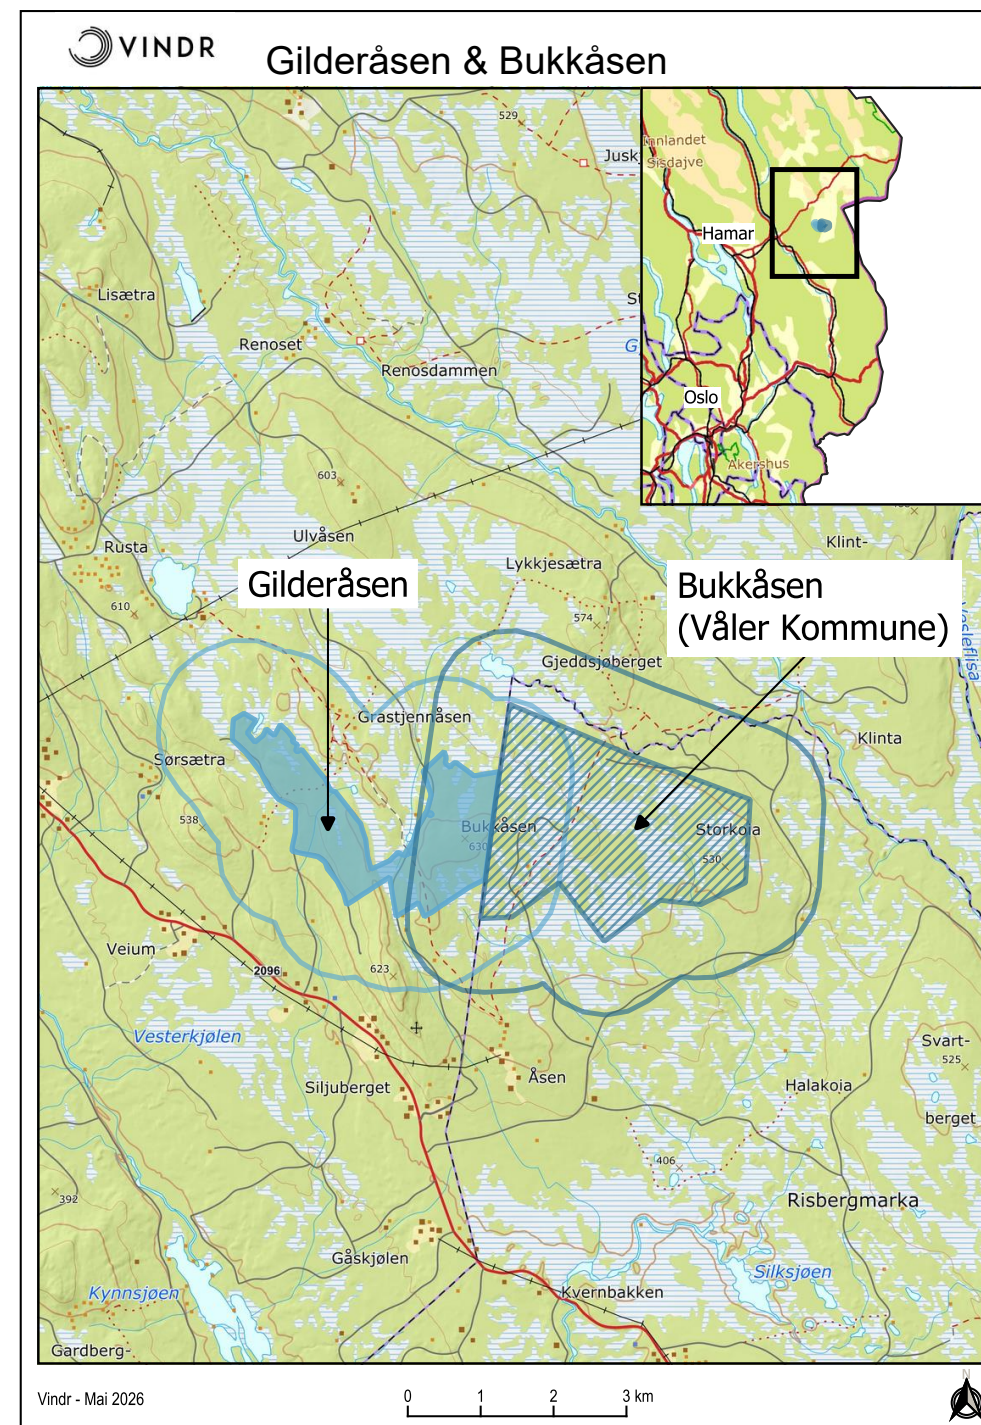 VINDR
Gilderåsen & Bukkåsen
529
Innlandet
Sisdajve
Hamar
Oslo
Akershus
Lisætra
Renoset
Renosdammen
603
Ulvåsen
Rusta
Lykkjesætra
Klint-
610
574
Gilderåsen
Bukkåsen
(Våler Kommune)
Gjeddsjøberget
Vesleflisa
Grastjennåsen
Sørsætra
Klinta
538
Bukkåsen
630
Storkoia
530
Veium
2096
623
Vesterkjølen
Siljuberget
Åsen
Svart-
525
Halakoia
berget
406
392
Risbergmarka
Gåskjølen
Silksjøen
Kynnsjøen
Kvernbakken
Gardberg-
Vindr - Mai 2026
0 1 2 3 km
N